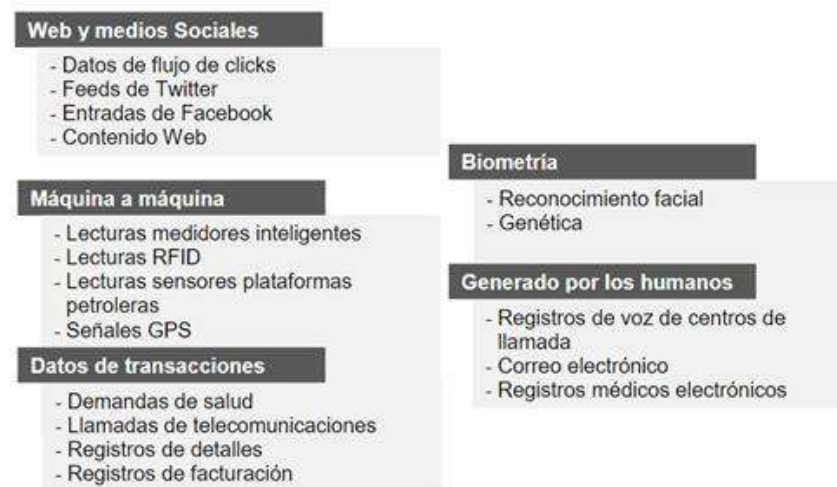 Web y medios Sociales
- Datos de flujo de clicks
- Feeds de Twitter
- Entradas de Facebook
- Contenido Web
Máquina a máquina
- Lecturas medidores inteligentes
- Lecturas RFID
- Lecturas sensores plataformas
petroleras
- Señales GPS
Datos de transacciones
- Demandas de salud
- Llamadas de telecomunicaciones
- Registros de detalles
- Registros de facturación
Biometría
- Reconocimiento facial
- Genética
Generado por los humanos
- Registros de voz de centros de
llamada
- Correo electrónico
- Registros médicos electrónicos